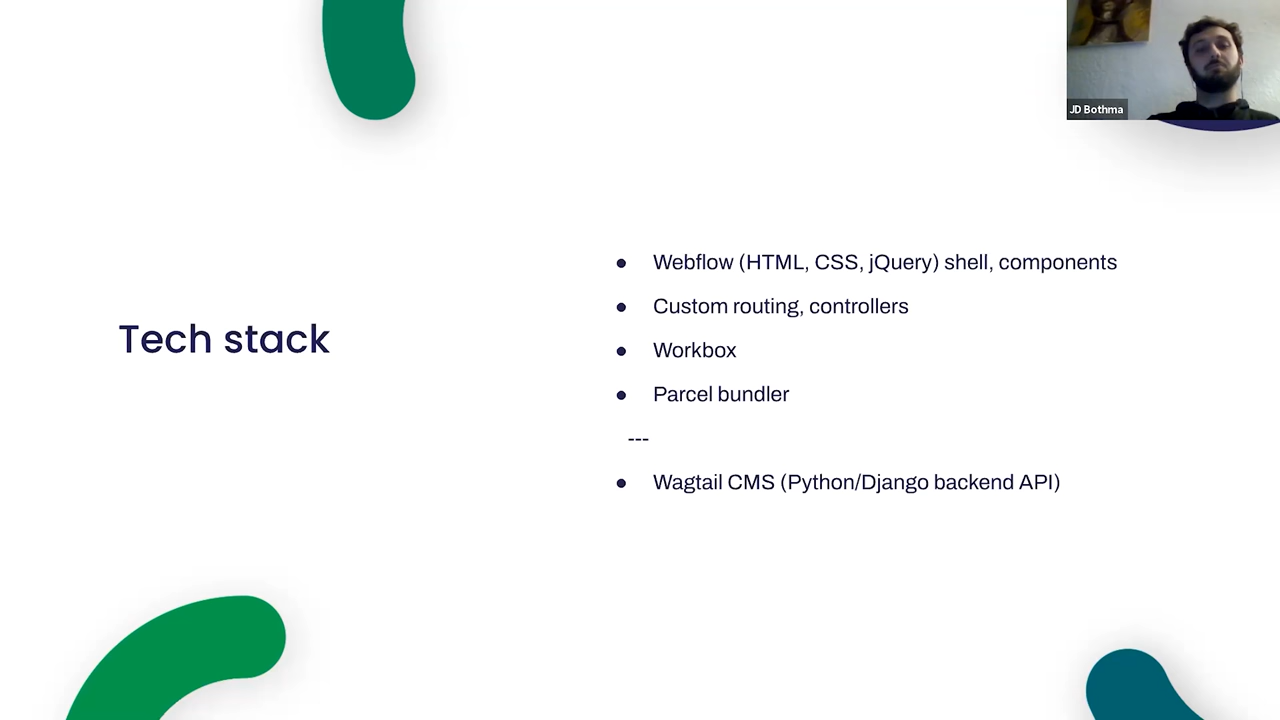 JD Bothma
Tech stack
● Webflow (HTML, CSS, jQuery) shell, components
● Custom routing, controllers
● Workbox
● Parcel bundler
---
● Wagtail CMS (Python/Django backend API)